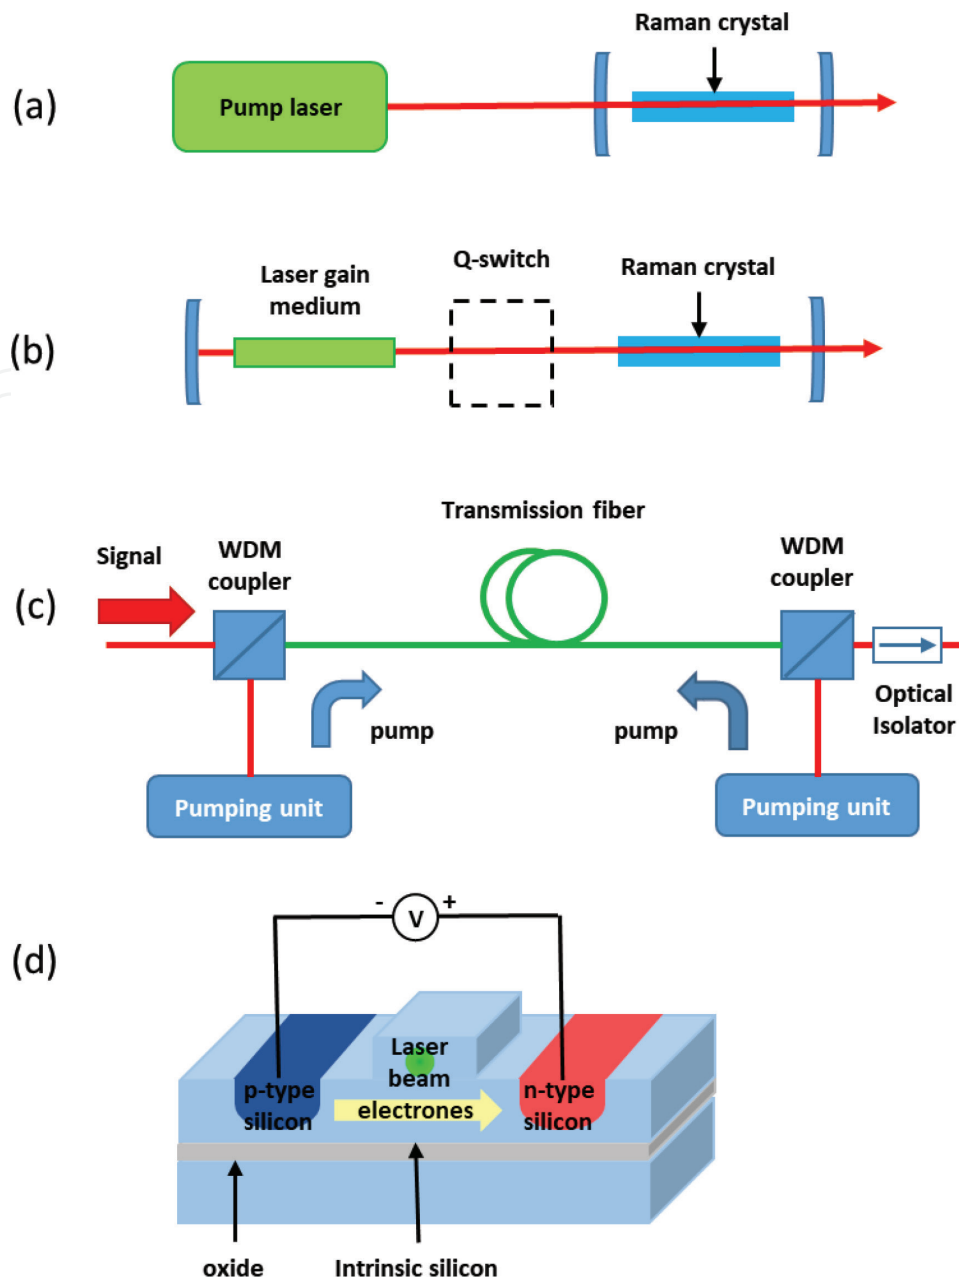 Raman crystal
(a)
Pump laser
Q-switch
Laser gain
medium
Raman crystal
(b)
Transmission fiber
Signal
WDM
coupler
WDM
coupler
(c)
Optical
Isolator
pump
pump
Pumping unit
Pumping unit
- V +
(d)
Laser
beam
p-type
silicon
electrones
n-type
silicon
oxide
Intrinsic silicon